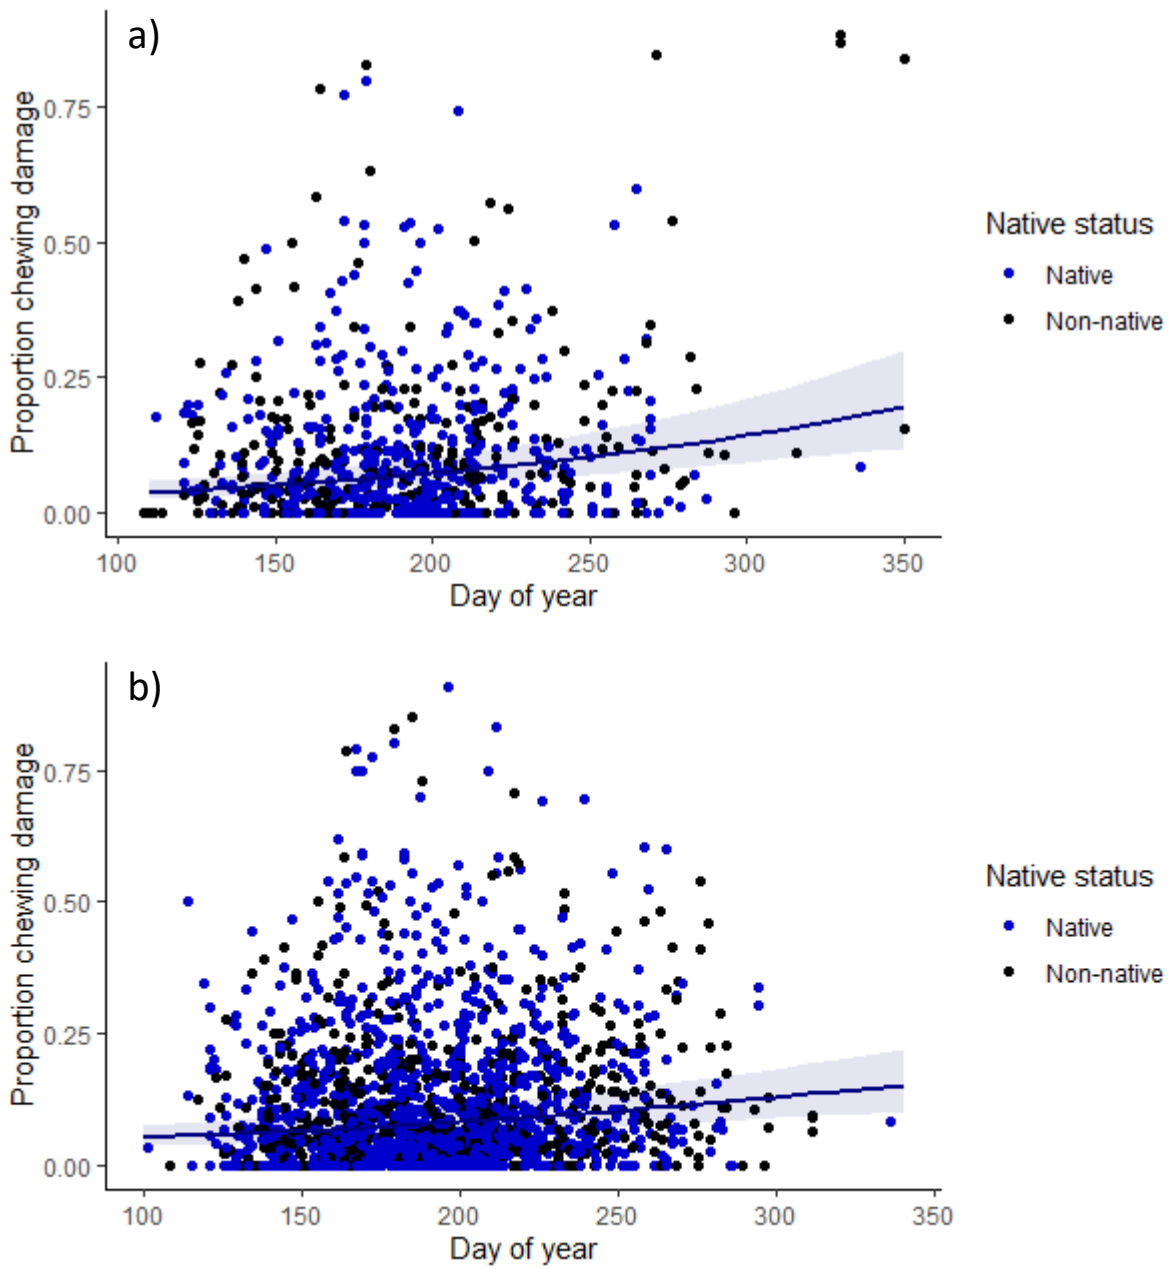 a)
Proportion chewing damage
0.75
0.50
0.25
0.00
100 150 200 250 300 350
Day of year
Native status
Native
Non-native
b)
Proportion chewing damage
0.75
0.50
0.25
0.00
100 150 200 250 300 350
Day of year
Native status
Native
Non-native